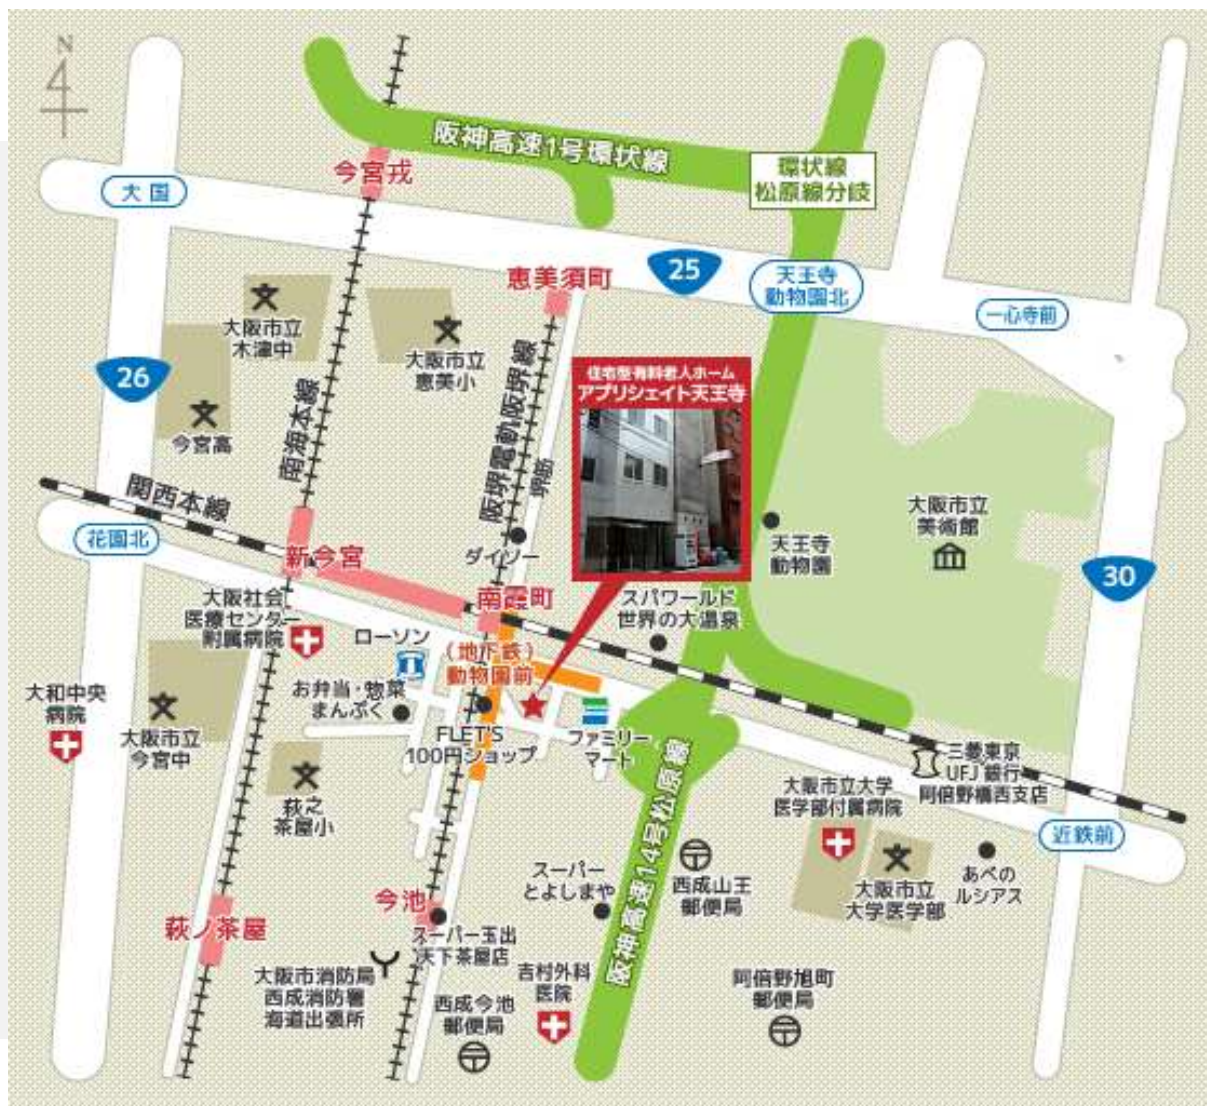 N
阪神高速1号環状線
今宮戎
環状線
松原線分岐
大国
恵美須町
25
天王寺
動物園北
一心寺前
大阪市立
木津中
大阪市立
恵美小
26
今宮高
南海本線
阪堺電軌阪堺線
堺筋
住宅型有料老人ホーム
アプリシェイト天王寺
関西本線
花園北
新今宮
ダイソー
天王寺
動物園
大阪市立
美術館
30
南霞町
スパワールド
世界の大温泉
大阪社会
医療センター
附属病院
ローソン
(地下鉄)
動物園前
お弁当・惣菜
まんぷく
大和中央
病院
大阪市立
今宮中
FLET'S
100円ショップ
ファミリー
マート
三菱東京
UFJ銀行
阿倍野橋西支店
萩之
茶屋小
阪神高速14号松原線
大阪市立大学
医学部付属病院
近鉄前
スーパー
とよしまや
西成山王
郵便局
大阪市立
大学医学部
あべの
ルシアス
今池
萩ノ茶屋
スーパー玉出
天下茶屋店
大阪市消防局
西成消防署
海道出張所
西成今池
郵便局
吉村外科
医院
阿倍野旭町
郵便局